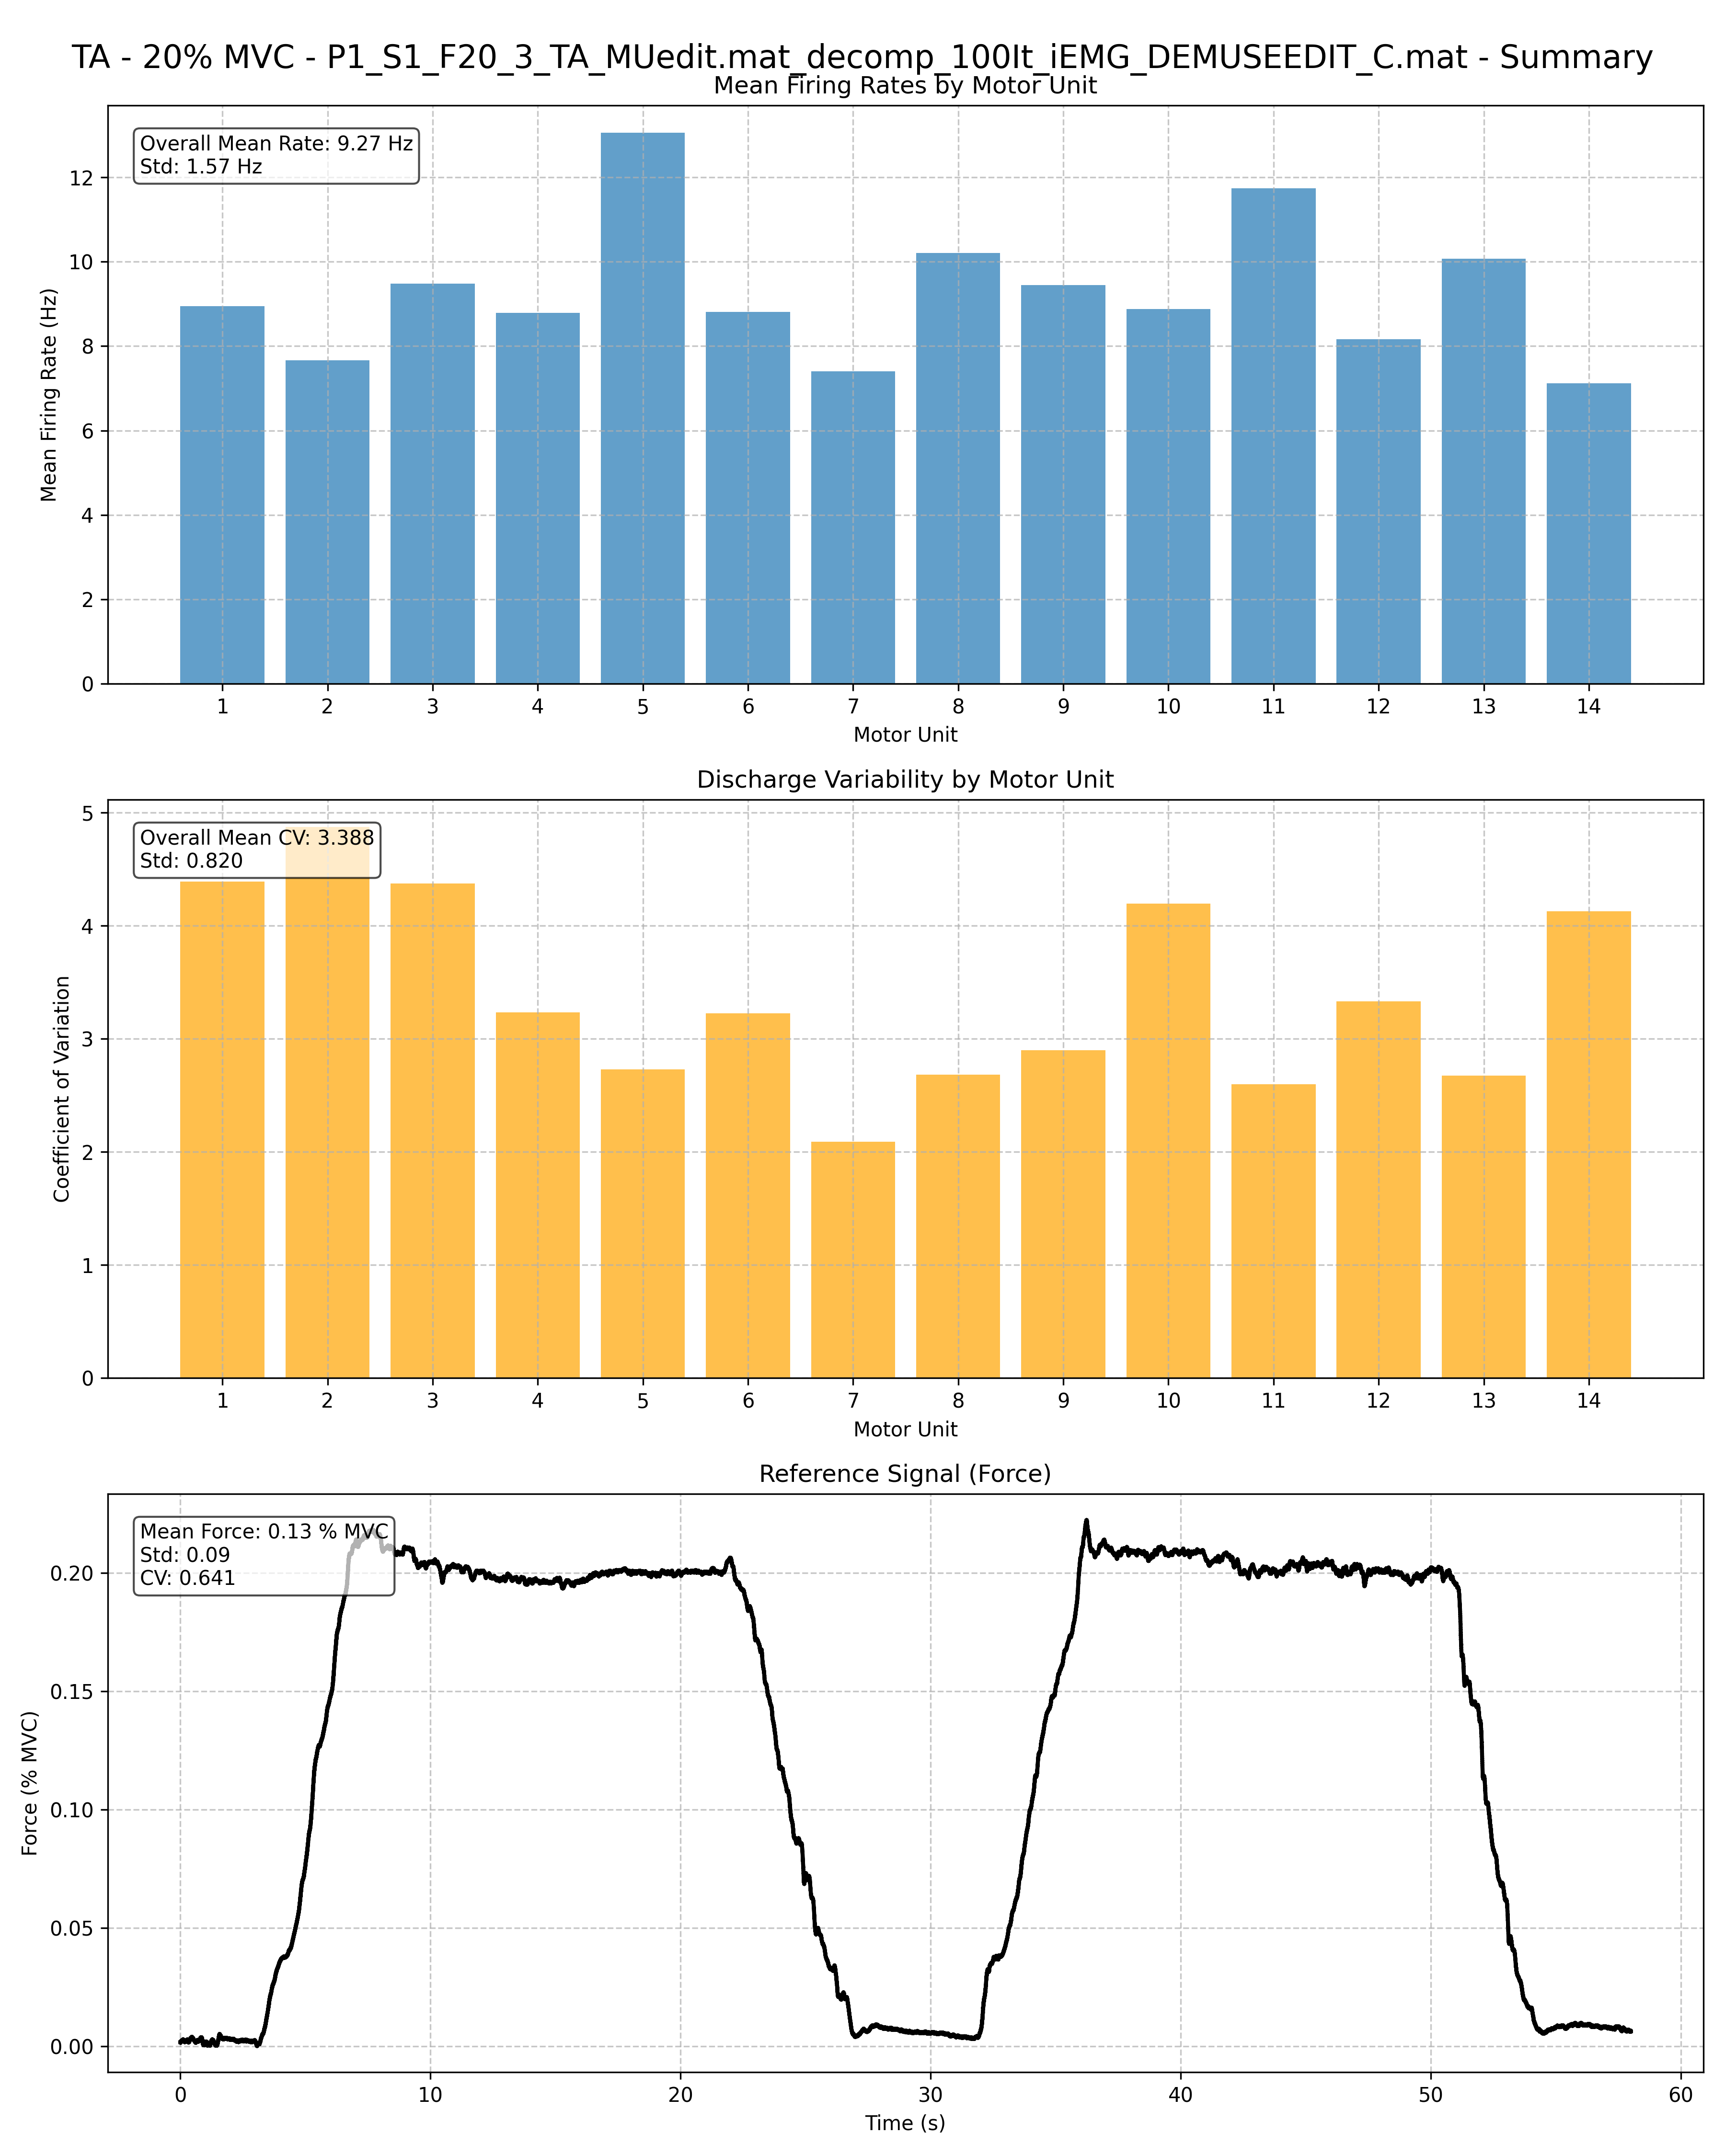 TA - 20% MVC - P1_S1_F20_3_TA_MUedit.mat_decomp_100It_iEMG_DEMUSEEDIT_C.mat - Summary
Mean Firing Rates by Motor Unit
Overall Mean Rate: 9.27 Hz
Std: 1.57 Hz
Mean Firing Rate (Hz)
12
10
8
6
4
2
0
1 2 3 4 5 6 7 8 9 10 11 12 13 14
Motor Unit
Discharge Variability by Motor Unit
Overall Mean CV: 3.388
Std: 0.820
Coefficient of Variation
5
4
3
2
1
0
1 2 3 4 5 6 7 8 9 10 11 12 13 14
Motor Unit
Reference Signal (Force)
Mean Force: 0.13 % MVC
Std: 0.09
CV: 0.641
Force (% MVC)
0.20
0.15
0.10
0.05
0.00
0 10 20 30 40 50 60
Time (s)